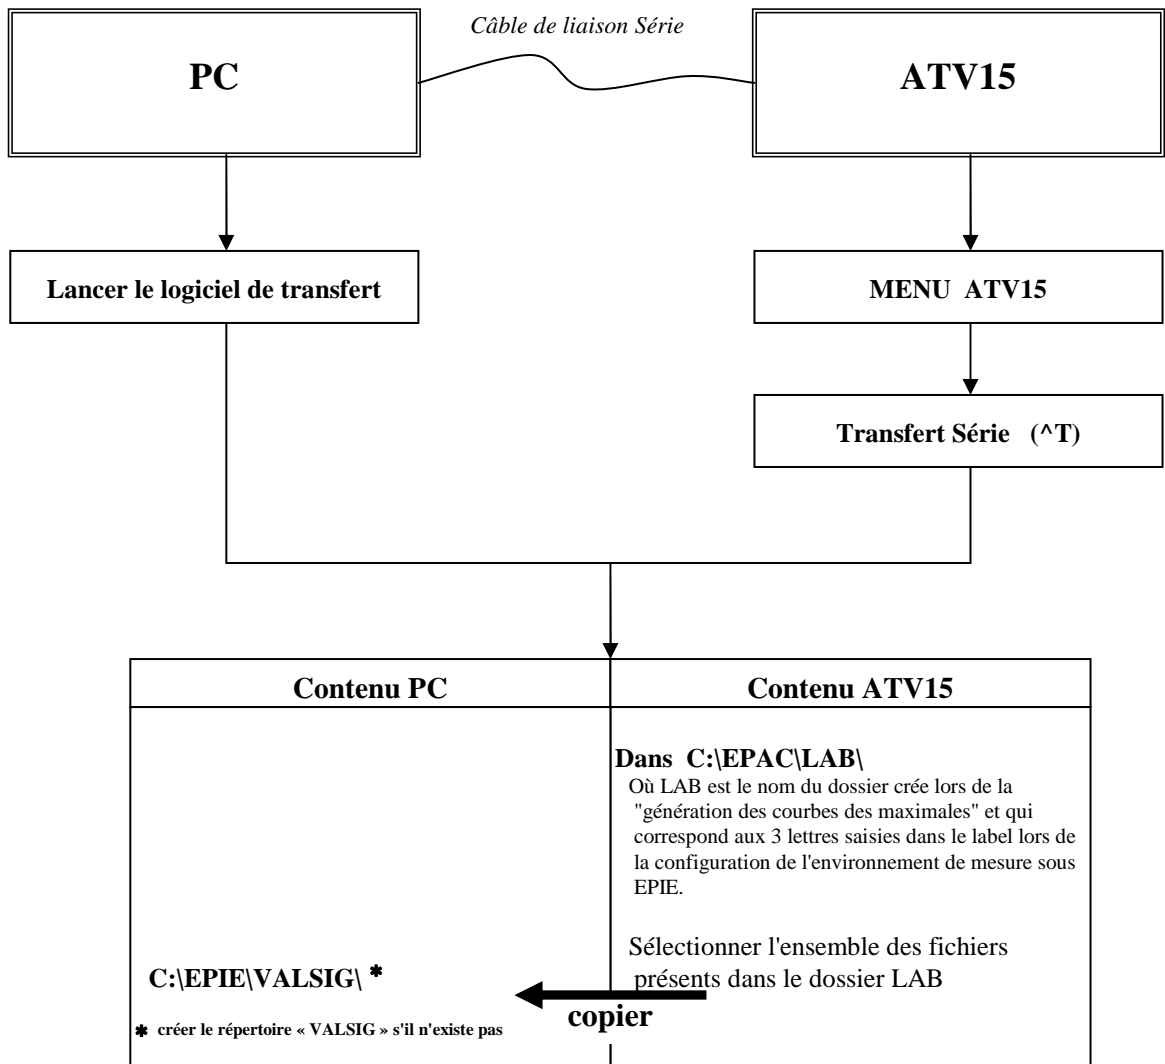 Câble de liaison Série
PC
ATV15
Lancer le logiciel de transfert
MENU ATV15
Transfert Série (^T)
Contenu PC
Contenu ATV15
Dans C:\EPAC\LAB\
Où LAB est le nom du dossier crée lors de la
"génération des courbes des maximales" et qui
correspond aux 3 lettres saisies dans le label lors de
la configuration de l'environnement de mesure sous
EPIE.
Sélectionner l'ensemble des fichiers
présents dans le dossier LAB
C:\EPIE\VALSIG\ *
copier
* créer le répertoire « VALSIG » s'il n'existe pas